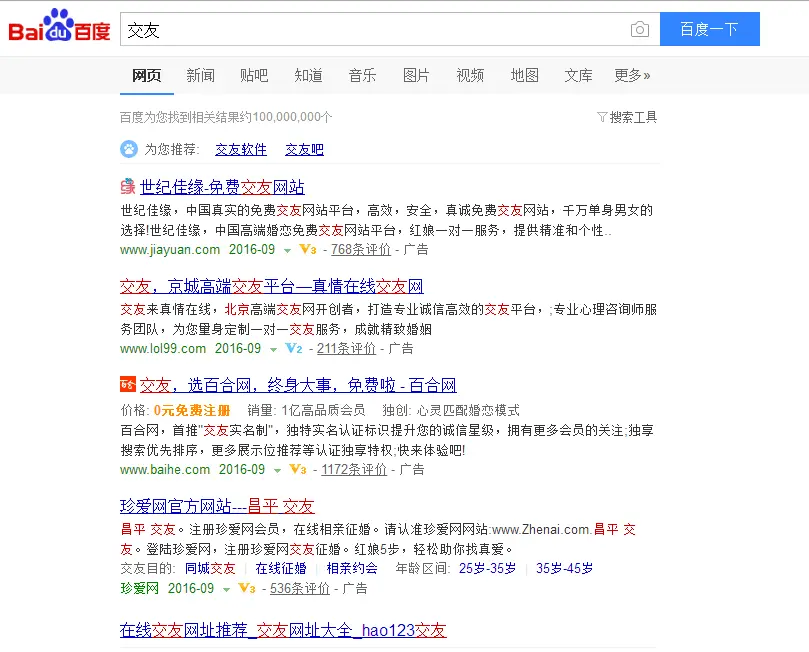 Bai du 百度
交友
百度一下
网页 新闻 贴吧 知道 音乐 图片 视频 地图 文库 更多»
百度为您找到相关结果约100,000,000个 搜索工具
为您推荐: 交友软件 交友吧
世纪佳缘-免费交友网站
世纪佳缘，中国真实的免费交友网站平台，高效，安全，真诚免费交友网站，千万单身男女的
选择!世纪佳缘，中国高端婚恋免费交友网站平台，红娘一对一服务，提供精准和个性..
www.jiayuan.com 2016-09 V3 - 768条评价 - 广告
交友，京城高端交友平台—真情在线交友网
交友来真情在线，北京高端交友网开创者，打造专业诚信高效的交友平台，;专业心理咨询师服
务团队，为您量身定制一对一交友服务，成就精致婚姻
www.lol99.com 2016-09 V2 - 211条评价 - 广告
百合 交友，选百合网，终身大事，免费啦 - 百合网
价格: 0元免费注册 销量: 1亿高品质会员 独创: 心灵匹配婚恋模式
百合网，首推"交友实名制"，独特实名认证标识提升您的诚信星级，拥有更多会员的关注;独享
搜索优先排序，更多展示位推荐等认证独享特权;快来体验吧!
www.baihe.com 2016-09 V3 - 1172条评价 - 广告
珍爱网官方网站---昌平 交友
昌平 交友。注册珍爱网会员，在线相亲征婚。请认准珍爱网网站:www.Zhenai.com.昌平 交
友。登陆珍爱网，注册珍爱网交友征婚。红娘5步，轻松助你找真爱。
交友目的: 同城交友 | 在线征婚 | 相亲约会 年龄区间: 25岁-35岁 | 35岁-45岁
珍爱网 2016-09 V3 - 536条评价 - 广告
在线交友网址推荐_交友网址大全_hao123交友